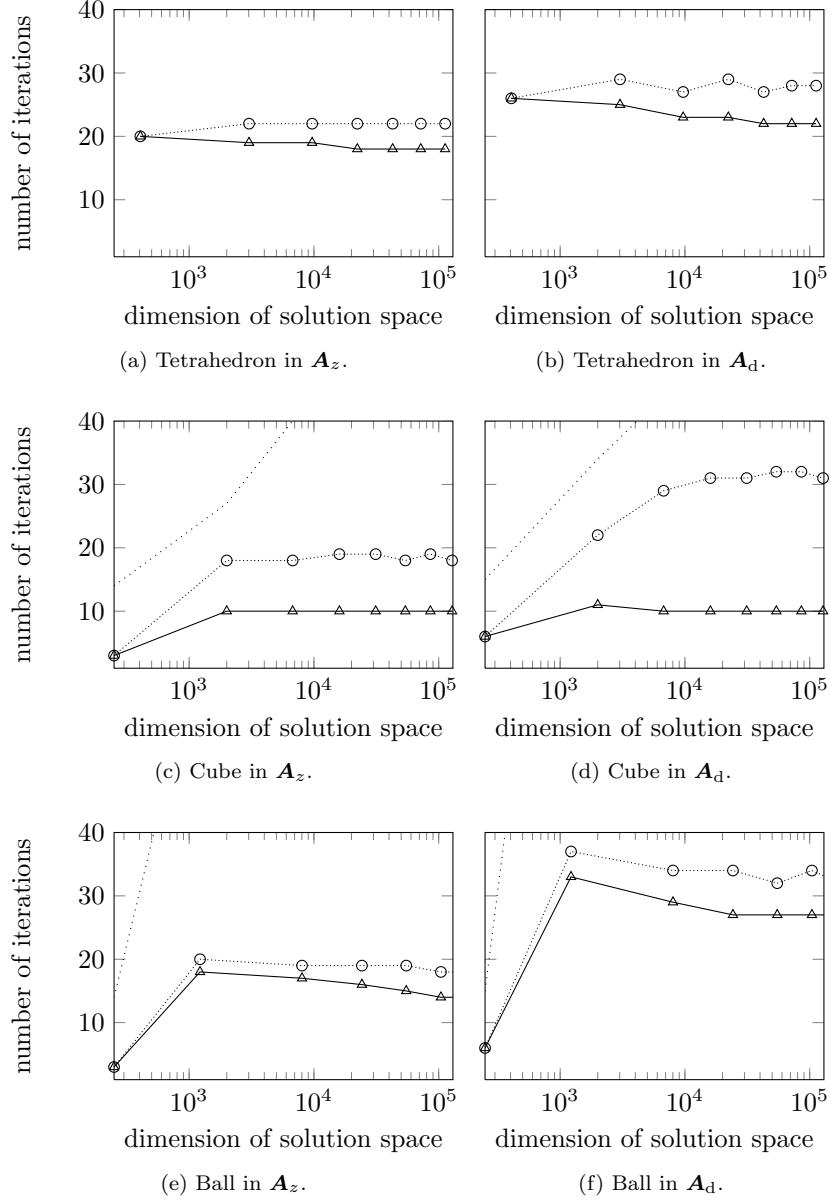 40
30
20
10
number of iterations
10^3 10^4 10^5
dimension of solution space
(a) Tetrahedron in A_z.
10^3 10^4 10^5
dimension of solution space
(b) Tetrahedron in A_d.
40
30
20
10
number of iterations
10^3 10^4 10^5
dimension of solution space
(c) Cube in A_z.
10^3 10^4 10^5
dimension of solution space
(d) Cube in A_d.
40
30
20
10
number of iterations
10^3 10^4 10^5
dimension of solution space
(e) Ball in A_z.
10^3 10^4 10^5
dimension of solution space
(f) Ball in A_d.